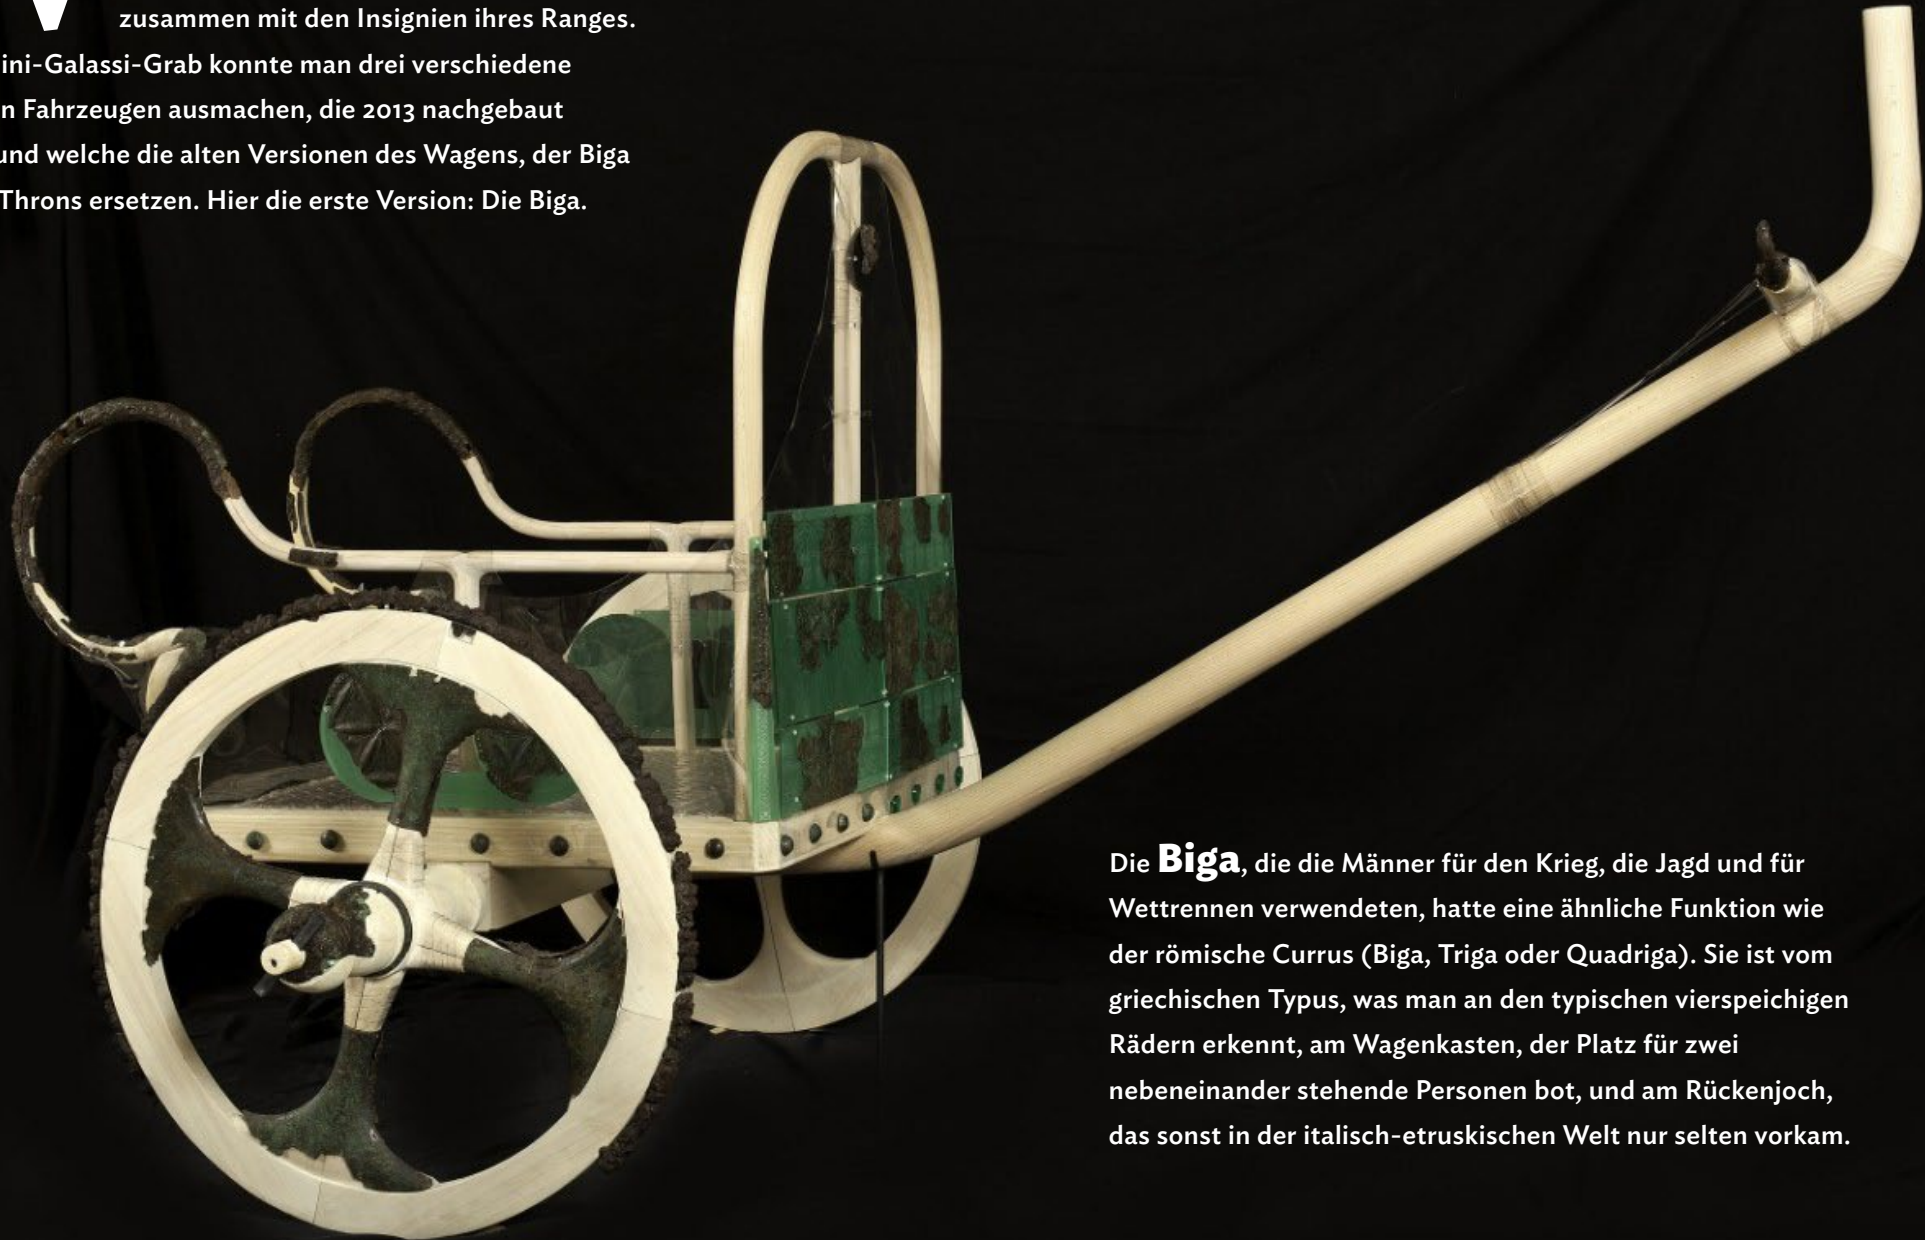 zusammen mit den Insignien ihres Ranges.
ini-Galassi-Grab konnte man drei verschiedene
n Fahrzeugen ausmachen, die 2013 nachgebaut
und welche die alten Versionen des Wagens, der Biga
Throns ersetzen. Hier die erste Version: Die Biga.
Die Biga, die die Männer für den Krieg, die Jagd und für
Wettrennen verwendeten, hatte eine ähnliche Funktion wie
der römische Currus (Biga, Triga oder Quadriga). Sie ist vom
griechischen Typus, was man an den typischen vierspeichigen
Rädern erkennt, am Wagenkasten, der Platz für zwei
nebeneinander stehende Personen bot, und am Rückenjoch,
das sonst in der italisch-etruskischen Welt nur selten vorkam.